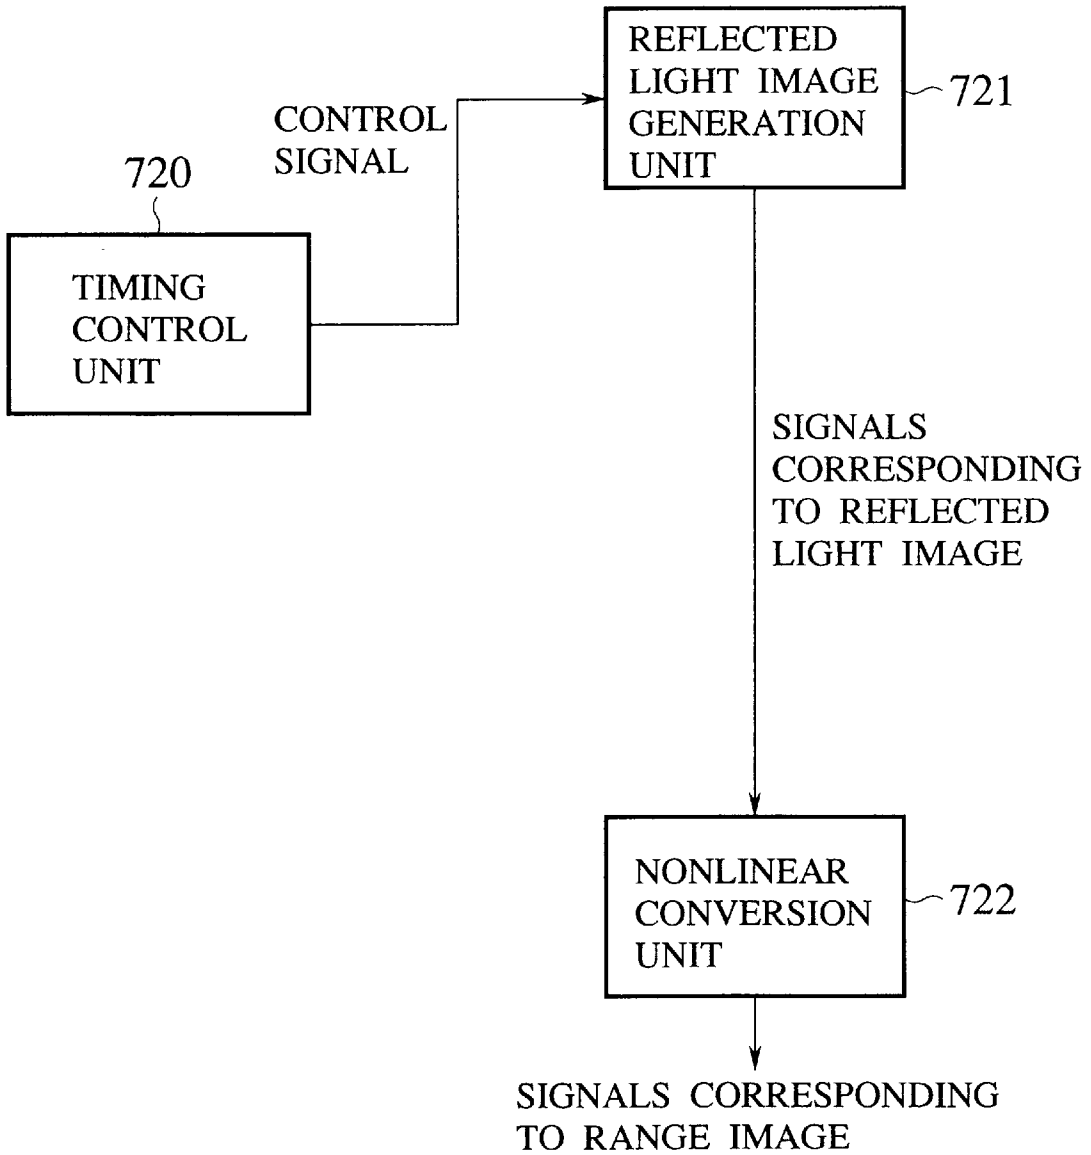 REFLECTED
LIGHT IMAGE
GENERATION
UNIT
721
CONTROL
SIGNAL
720
TIMING
CONTROL
UNIT
SIGNALS
CORRESPONDING
TO REFLECTED
LIGHT IMAGE
NONLINEAR
CONVERSION
UNIT
722
SIGNALS CORRESPONDING
TO RANGE IMAGE